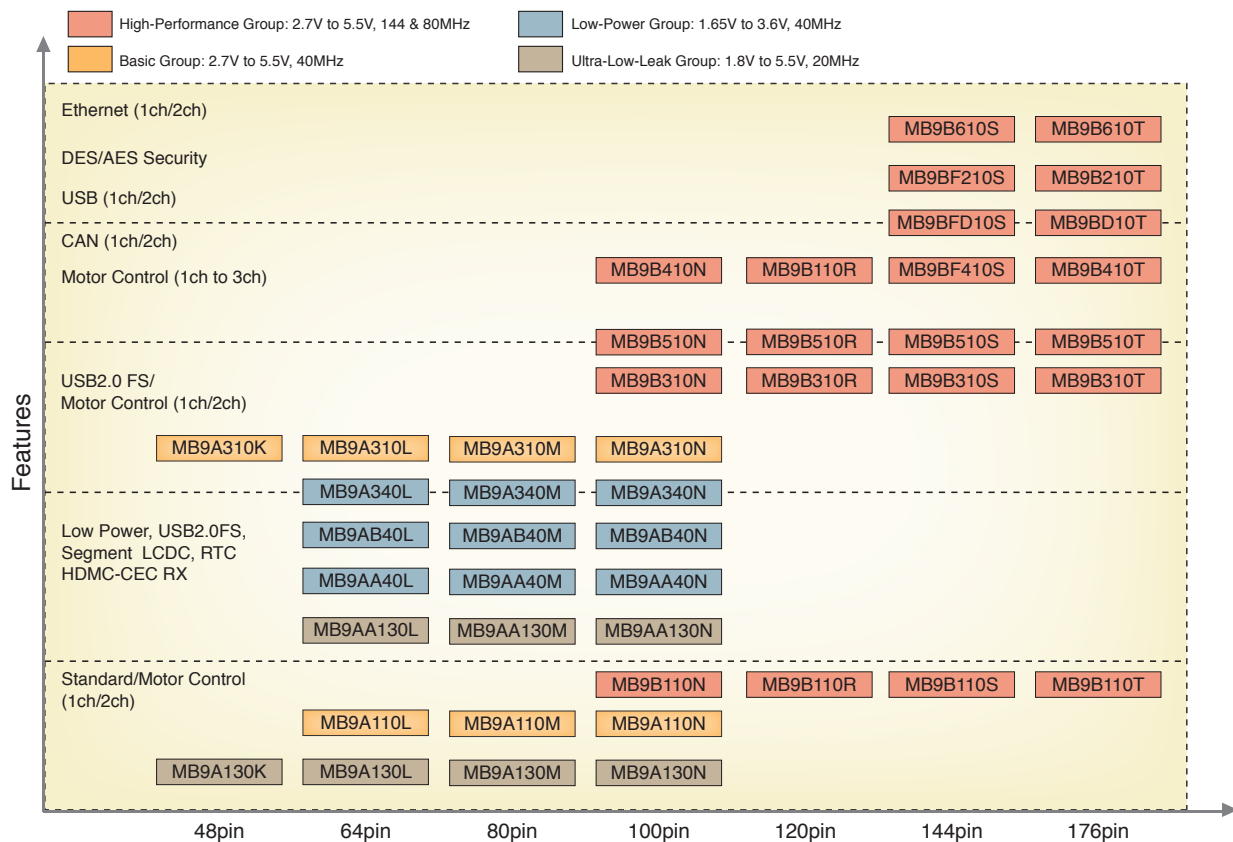 High-Performance Group: 2.7V to 5.5V, 144 & 80MHz
Low-Power Group: 1.65V to 3.6V, 40MHz
Basic Group: 2.7V to 5.5V, 40MHz
Ultra-Low-Leak Group: 1.8V to 5.5V, 20MHz
Features
Ethernet (1ch/2ch)
MB9B610S MB9B610T
DES/AES Security
MB9BF210S MB9B210T
USB (1ch/2ch)
MB9BFD10S MB9BD10T
CAN (1ch/2ch)
Motor Control (1ch to 3ch)
MB9B410N MB9B110R MB9BF410S MB9B410T
MB9B510N MB9B510R MB9B510S MB9B510T
USB2.0 FS/
Motor Control (1ch/2ch)
MB9B310N MB9B310R MB9B310S MB9B310T
MB9A310K MB9A310L MB9A310M MB9A310N
MB9A340L MB9A340M MB9A340N
Low Power, USB2.0FS,
Segment LCDC, RTC
HDMC-CEC RX
MB9AB40L MB9AB40M MB9AB40N
MB9AA40L MB9AA40M MB9AA40N
MB9AA130L MB9AA130M MB9AA130N
Standard/Motor Control
(1ch/2ch)
MB9B110N MB9B110R MB9B110S MB9B110T
MB9A110L MB9A110M MB9A110N
MB9A130K MB9A130L MB9A130M MB9A130N
48pin 64pin 80pin 100pin 120pin 144pin 176pin